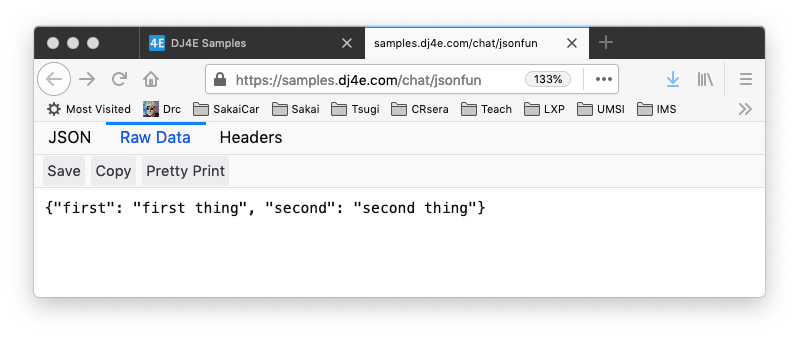 4E DJ4E Samples samples.dj4e.com/chat/jsonfun
https://samples.dj4e.com/chat/jsonfun 133%
Most Visited Drc SakaiCar Sakai Tsugi CRsera Teach LXP UMSI IMS
JSON Raw Data Headers
Save Copy Pretty Print
{"first": "first thing", "second": "second thing"}